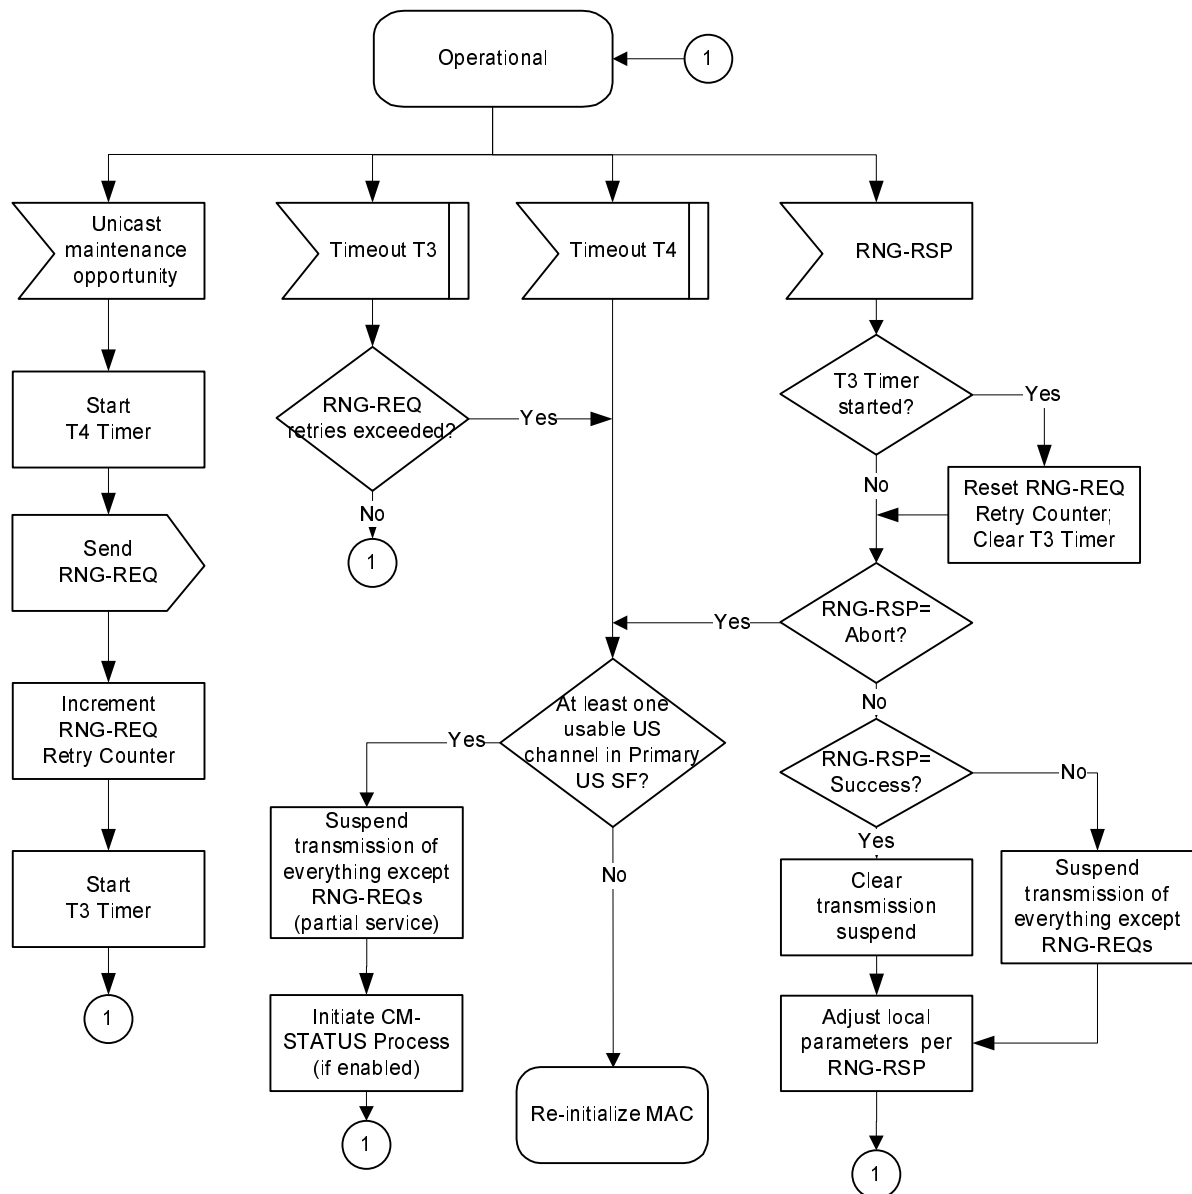 Operational
1
Unicast
maintenance
opportunity
Timeout T3
Timeout T4
RNG-RSP
Start
T4 Timer
RNG-REQ
retries exceeded?
Yes
T3 Timer
started?
Yes
No
No
Reset RNG-REQ
Retry Counter;
Clear T3 Timer
Send
RNG-REQ
1
RNG-RSP=
Abort?
Yes
No
Increment
RNG-REQ
Retry Counter
At least one
usable US
channel in Primary
US SF?
Yes
No
RNG-RSP=
Success?
No
Yes
Start
T3 Timer
Suspend
transmission of
everything except
RNG-REQs
(partial service)
Clear
transmission
suspend
Suspend
transmission of
everything except
RNG-REQs
1
Initiate CM-
STATUS Process
(if enabled)
Adjust local
parameters per
RNG-RSP
Re-initialize MAC
1
1